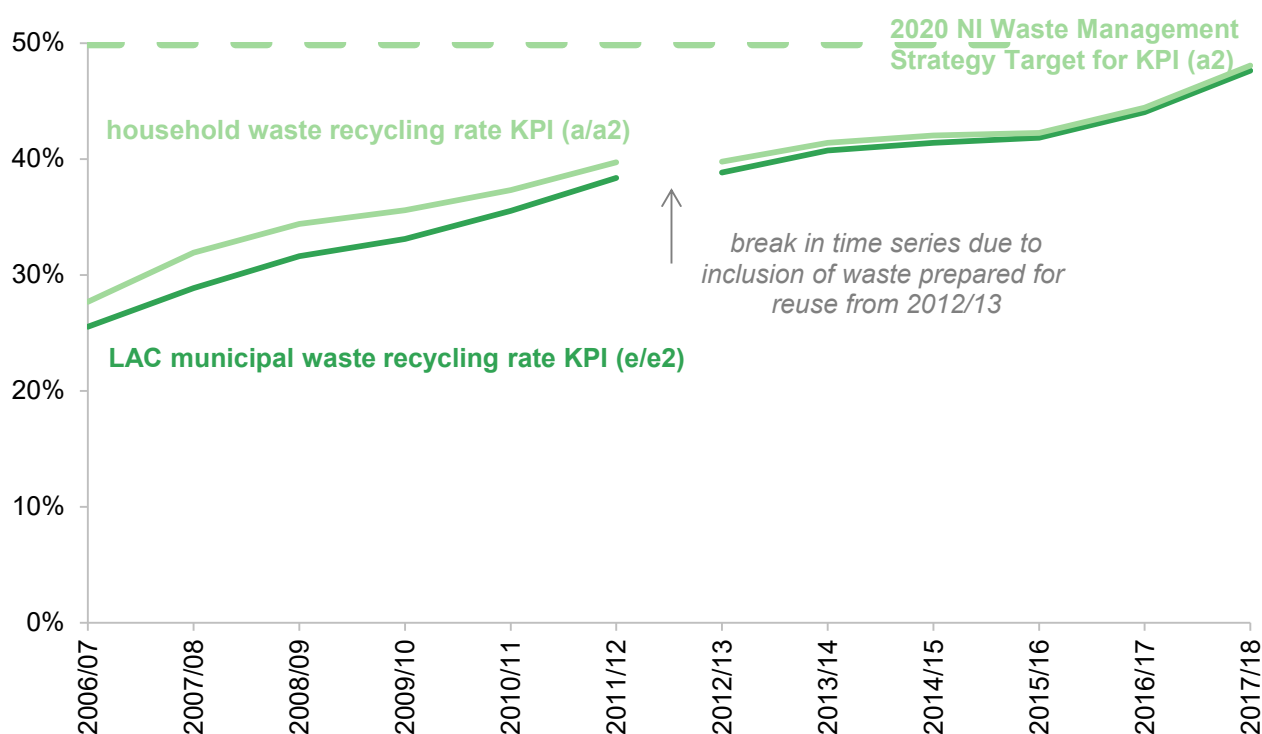 2020 NI Waste Management
Strategy Target for KPI (a2)
50%
household waste recycling rate KPI (a/a2)
40%
break in time series due to
inclusion of waste prepared for
reuse from 2012/13
30%
LAC municipal waste recycling rate KPI (e/e2)
20%
10%
0%
2006/07
2007/08
2008/09
2009/10
2010/11
2011/12
2012/13
2013/14
2014/15
2015/16
2016/17
2017/18